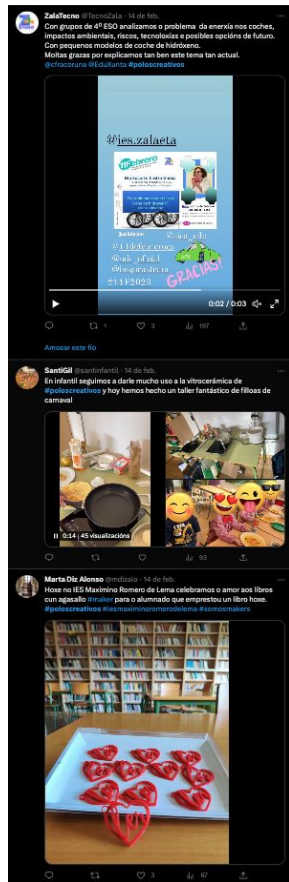 ZalaTecno @TecnoZala · 14 de feb.
Con grupos de 4º ESO analizamos o problema da enerxía nos coches,
impactos ambientais, riscos, tecnoloxías e posibles opcións de futuro.
Con pequenos modelos de coche de hidróxeno.
Moitas grazas por explicarnos tan ben este tema tan actual.
@cfracoruna @EduXunta #poloscreativos
@ies.zalaeta
11Febrero
GRACIAS!
0:02 / 0:03
1
3
197
Amosar este fío
SantiGil @santinfantil · 14 de feb.
En infantil seguimos a darle mucho uso a la vitrocerámica de
#poloscreativos y hoy hemos hecho un taller fantástico de filloas de
carnaval
0:14 | 45 visualizacións
93
Marta Diz Alonso @mdizalo · 14 de feb.
Hoxe no IES Maximino Romero de Lema celebramos o amor aos libros
cun agasallo #maker para o alumnado que emprestou un libro hoxe.
#poloscreativos #iesmaximinoromerodelema #somosmakers
3
67